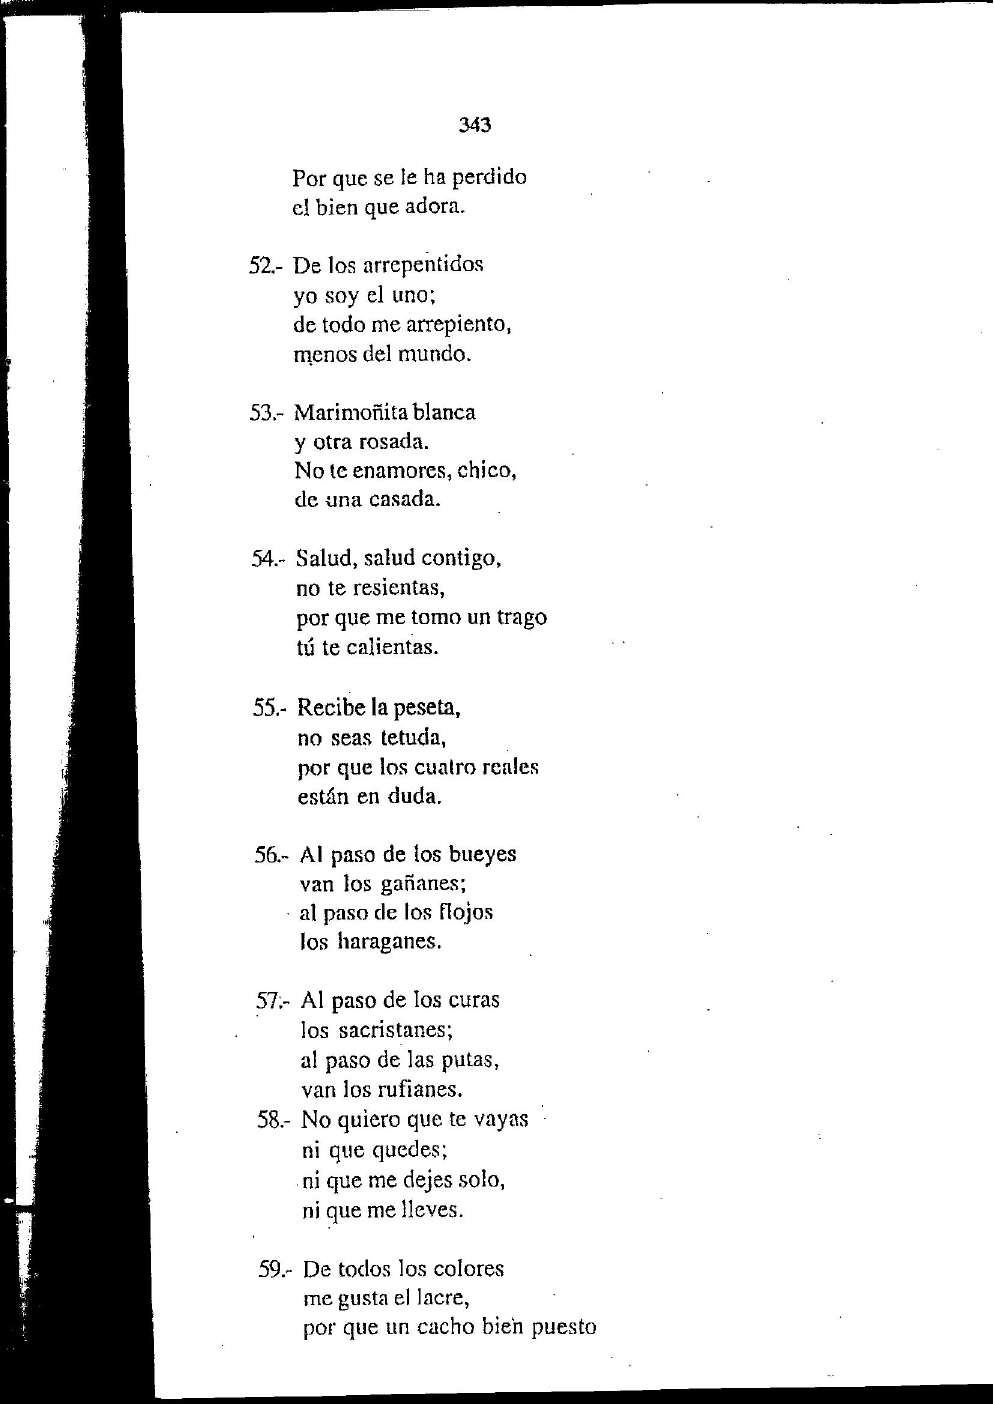 343
Por que se le ha perdido
el bien que adora.
52.- De los arrepentidos
yo soy el uno;
de todo me arrepiento,
menos del mundo.
53.- Marimoñita blanca
y otra rosada.
No te enamores, chico,
de una casada.
54.- Salud, salud contigo,
no te resientas,
por que me tomo un trago
tú te calientas.
55.- Recibe la peseta,
no seas tetuda,
por que los cuatro reales
están en duda.
56.- Al paso de los bueyes
van los gañanes;
al paso de los flojos
los haraganes.
57.- Al paso de los curas
los sacristanes;
al paso de las putas,
van los rufianes.
58.- No quiero que te vayas
ni que quedes;
ni que me dejes solo,
ni que me lleves.
59.- De todos los colores
me gusta el lacre,
por que un cacho bien puesto